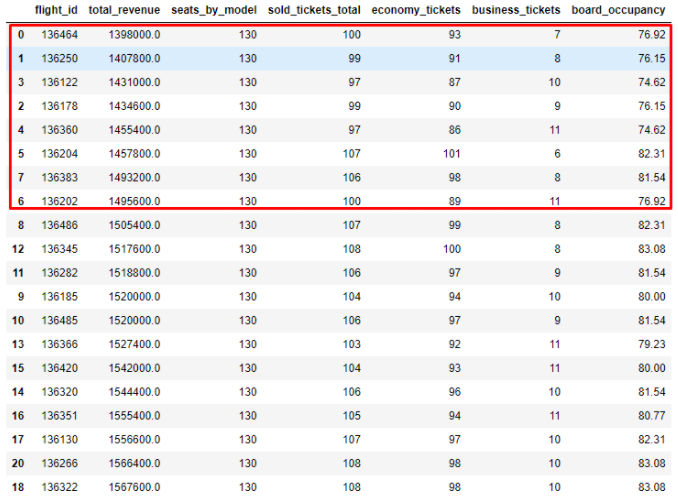 flight_id total_revenue seats_by_model sold_tickets_total economy_tickets business_tickets board_occupancy
0 136464 1398000.0 130 100 93 7 76.92
1 136250 1407800.0 130 99 91 8 76.15
3 136122 1431000.0 130 97 87 10 74.62
2 136178 1434600.0 130 99 90 9 76.15
4 136360 1455400.0 130 97 86 11 74.62
5 136204 1457800.0 130 107 101 6 82.31
7 136383 1493200.0 130 106 98 8 81.54
6 136202 1495600.0 130 100 89 11 76.92
8 136486 1505400.0 130 107 99 8 82.31
12 136345 1517600.0 130 108 100 8 83.08
11 136282 1518800.0 130 106 97 9 81.54
9 136185 1520000.0 130 104 94 10 80.00
10 136485 1520000.0 130 106 97 9 81.54
13 136366 1527400.0 130 103 92 11 79.23
15 136420 1542000.0 130 104 93 11 80.00
14 136320 1544400.0 130 106 96 10 81.54
16 136351 1555400.0 130 105 94 11 80.77
17 136130 1556600.0 130 107 97 10 82.31
20 136266 1566400.0 130 108 98 10 83.08
18 136322 1567600.0 130 108 98 10 83.08